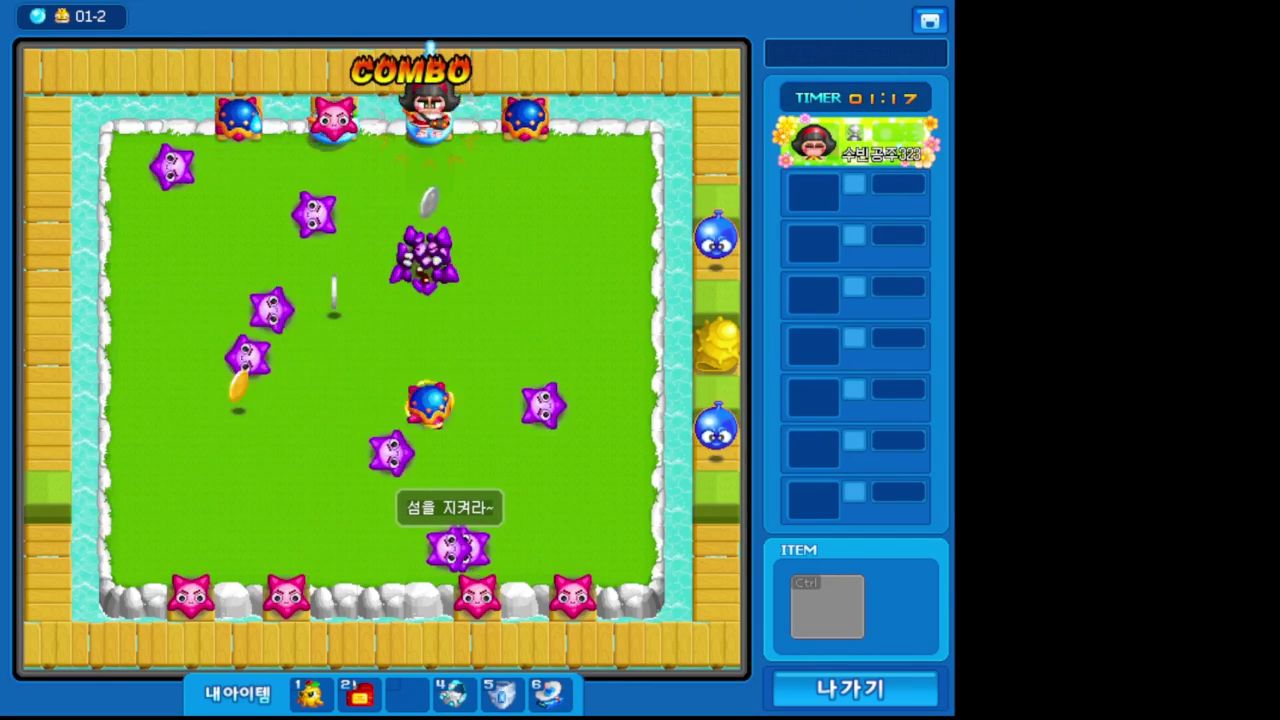 01-2
COMBO
TIMER 01:17
수빈공주323
섬을 지켜라~
ITEM
Ctrl
내아이템
1
2
4
5
6
나가기